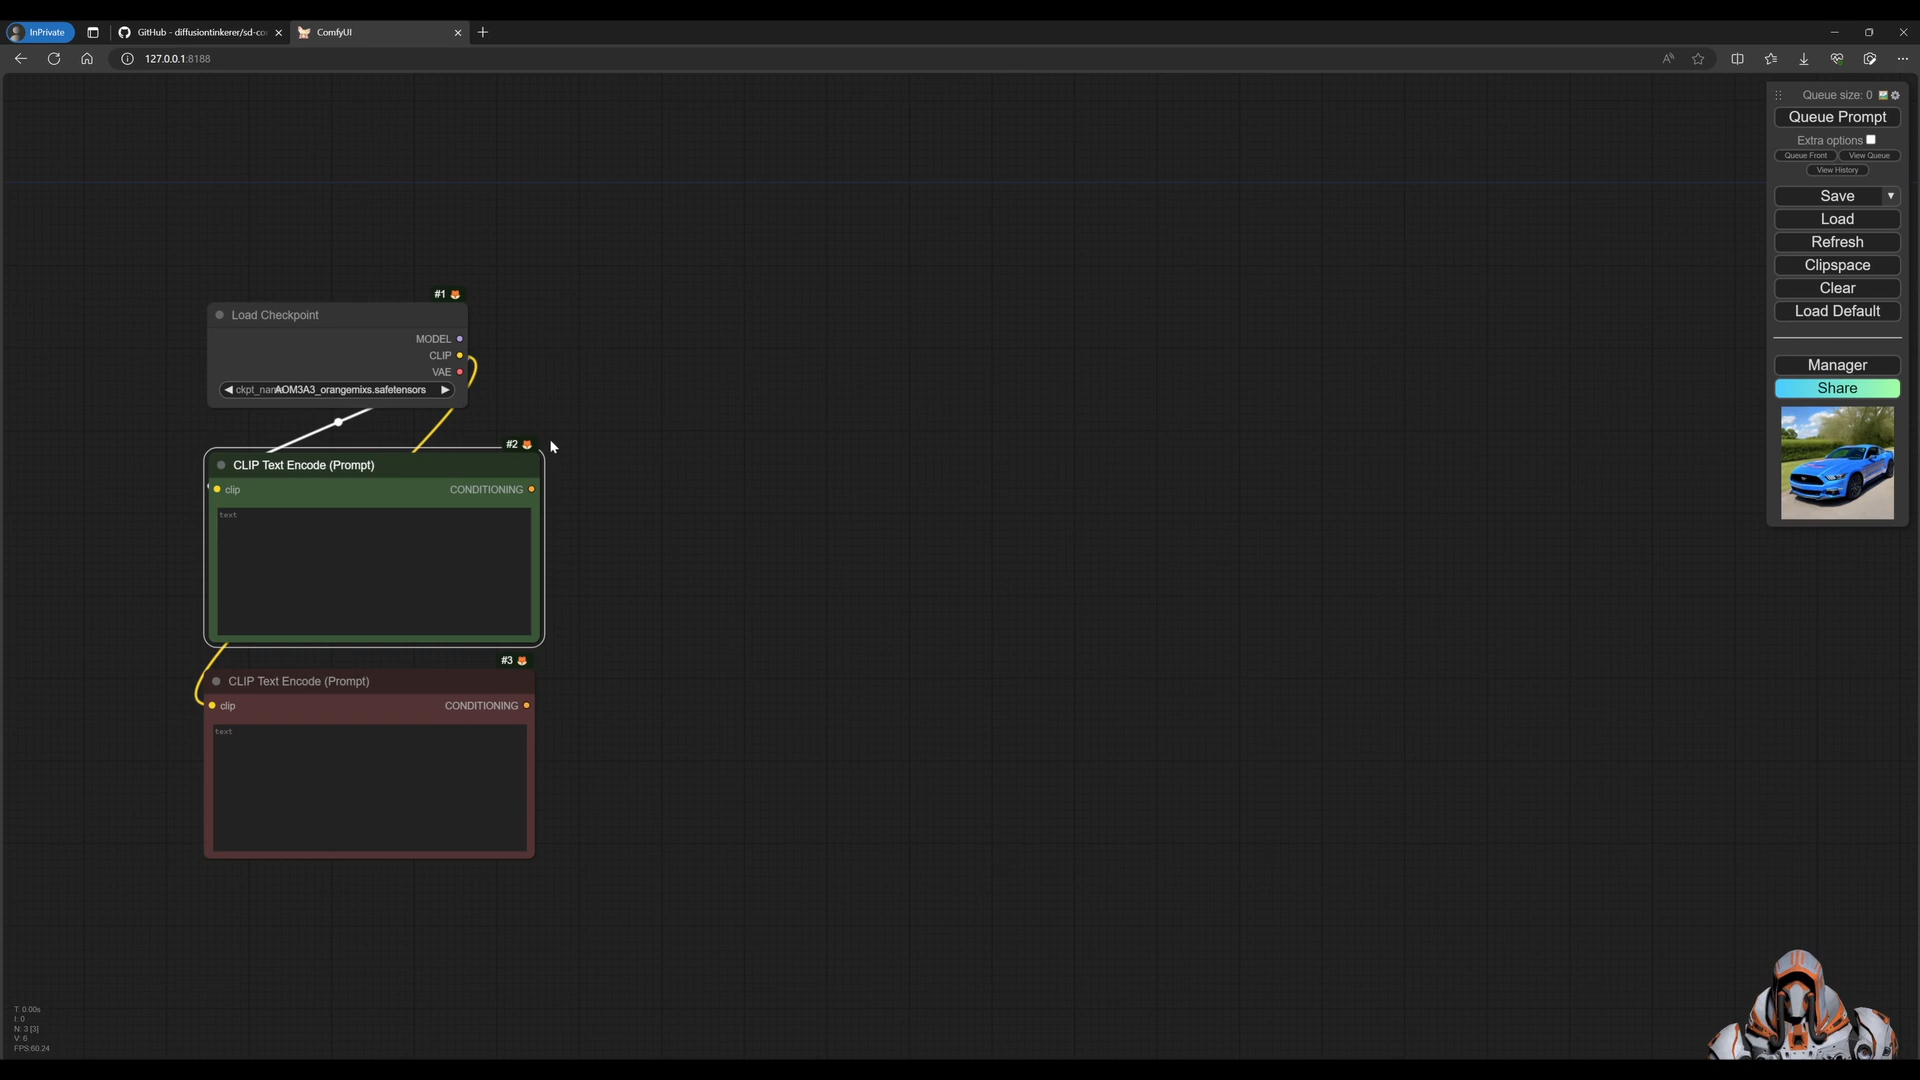 InPrivate
GitHub - diffusiontinkerer/sd-co
ComfyUI
127.0.0.1:8188
Queue size: 0
Queue Prompt
Extra options
Queue Front
View Queue
View History
Save
Load
Refresh
Clipspace
Clear
Load Default
Manager
Share
#1
Load Checkpoint
MODEL
CLIP
VAE
AOM3A3_orangemixs.safetensors
#2
CLIP Text Encode (Prompt)
clip
CONDITIONING
text
#3
CLIP Text Encode (Prompt)
clip
CONDITIONING
text
T: 0.00s
I: 0
N: 3 [3]
V: 6
FPS:60.24